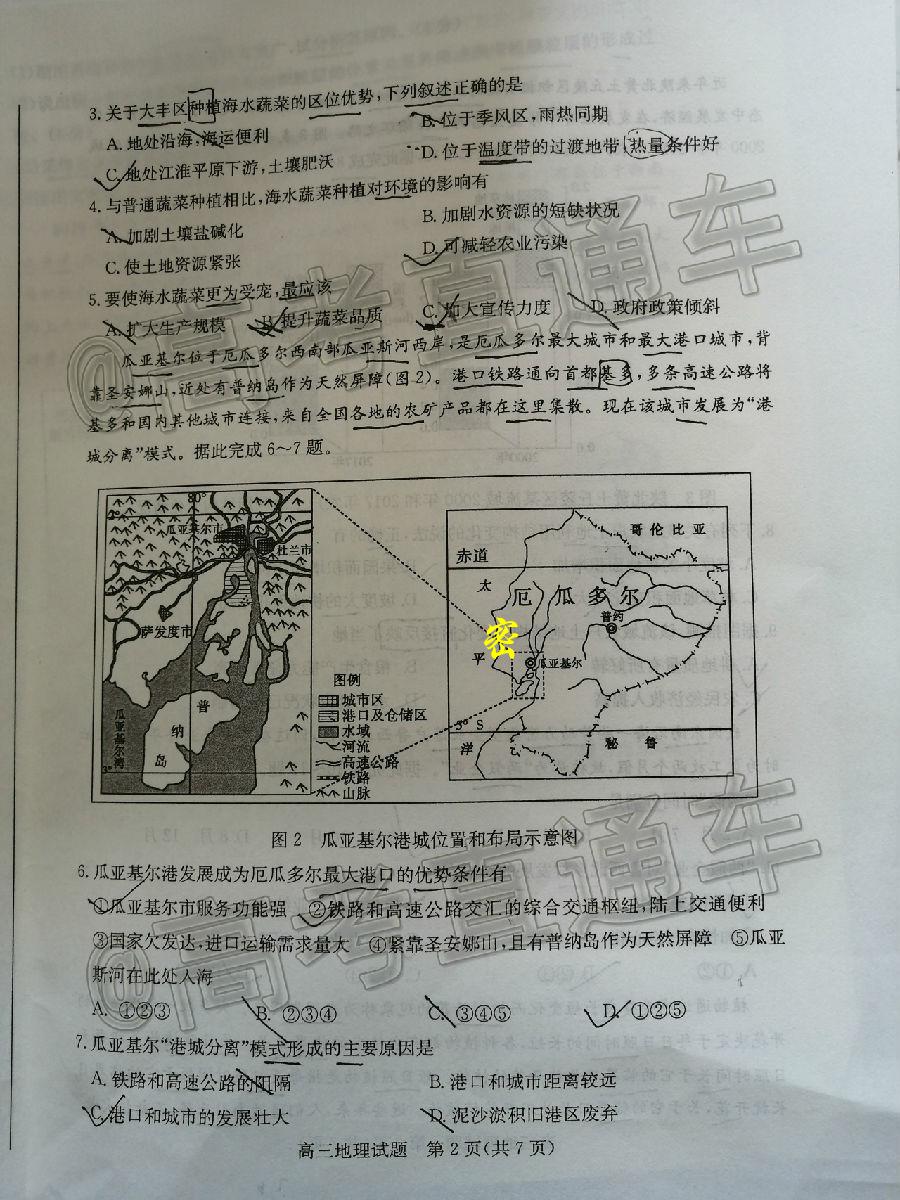 3.关于大丰区种植海水蔬菜的区位优势,下列叙述正确的是
A.地处沿海,海运便利
B.位于季风区,雨热同期
C.地处江淮平原下游,土壤肥沃
D.位于温度带的过渡地带,热量条件好
4.与普通蔬菜种植相比,海水蔬菜种植对环境的影响有
A.加剧土壤盐碱化
B.加剧水资源的短缺状况
C.使土地资源紧张
D.可减轻农业污染
5.要使海水蔬菜更为受宠,最应该
A.扩大生产规模
B.提升蔬菜品质
C.加大宣传力度
D.政府政策倾斜
瓜亚基尔位于厄瓜多尔西南部瓜亚斯河西岸,是厄瓜多尔最大城市和最大港口城市,背
靠圣安娜山,近处有普纳岛作为天然屏障(图2)。港口铁路通向首都基多,多条高速公路将
基多和国内其他城市连接,来自全国各地的农矿产品都在这里集散。现在该城市发展为“港
城分离”模式。据此完成6～7题。
80°
2°
瓜亚基尔市
杜兰市
萨发度市
普
纳
岛
瓜亚基尔湾
3°
图例
城市区
港口及仓储区
水域
河流
高速公路
铁路
山脉
哥伦比亚
赤道
太
平
洋
厄瓜多尔
普约
瓜亚基尔
3° S
秘鲁
密
图2 瓜亚基尔港城位置和布局示意图
6.瓜亚基尔港发展成为厄瓜多尔最大港口的优势条件有
①瓜亚基尔市服务功能强 ②铁路和高速公路交汇的综合交通枢纽,陆上交通便利
③国家欠发达,进口运输需求量大 ④紧靠圣安娜山,且有普纳岛作为天然屏障 ⑤瓜亚
斯河在此处入海
A. ①②③ B. ②③④ C. ③④⑤ D. ①②⑤
7.瓜亚基尔“港城分离”模式形成的主要原因是
A.铁路和高速公路的阻隔
B.港口和城市距离较远
C.港口和城市的发展壮大
D.泥沙淤积旧港区废弃
高三地理试题 第2页(共7页)
@高考直通车
@高考直通车